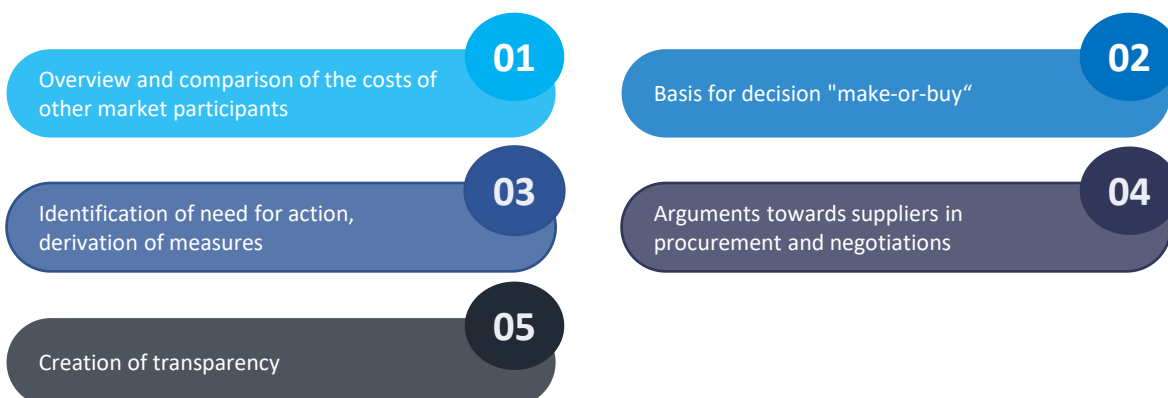 01
Overview and comparison of the costs of
other market participants
02
Basis for decision "make-or-buy“
03
Identification of need for action,
derivation of measures
04
Arguments towards suppliers in
procurement and negotiations
05
Creation of transparency